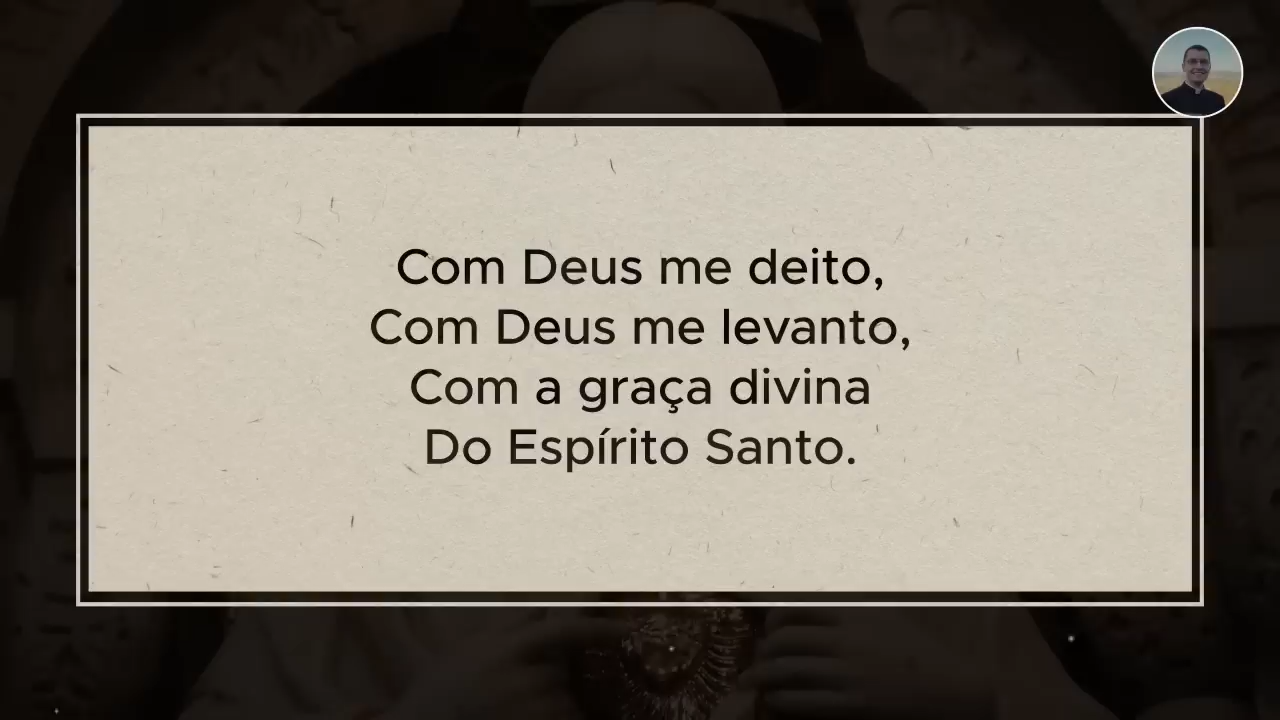 Com Deus me deito,
Com Deus me levanto,
Com a graça divina
Do Espírito Santo.